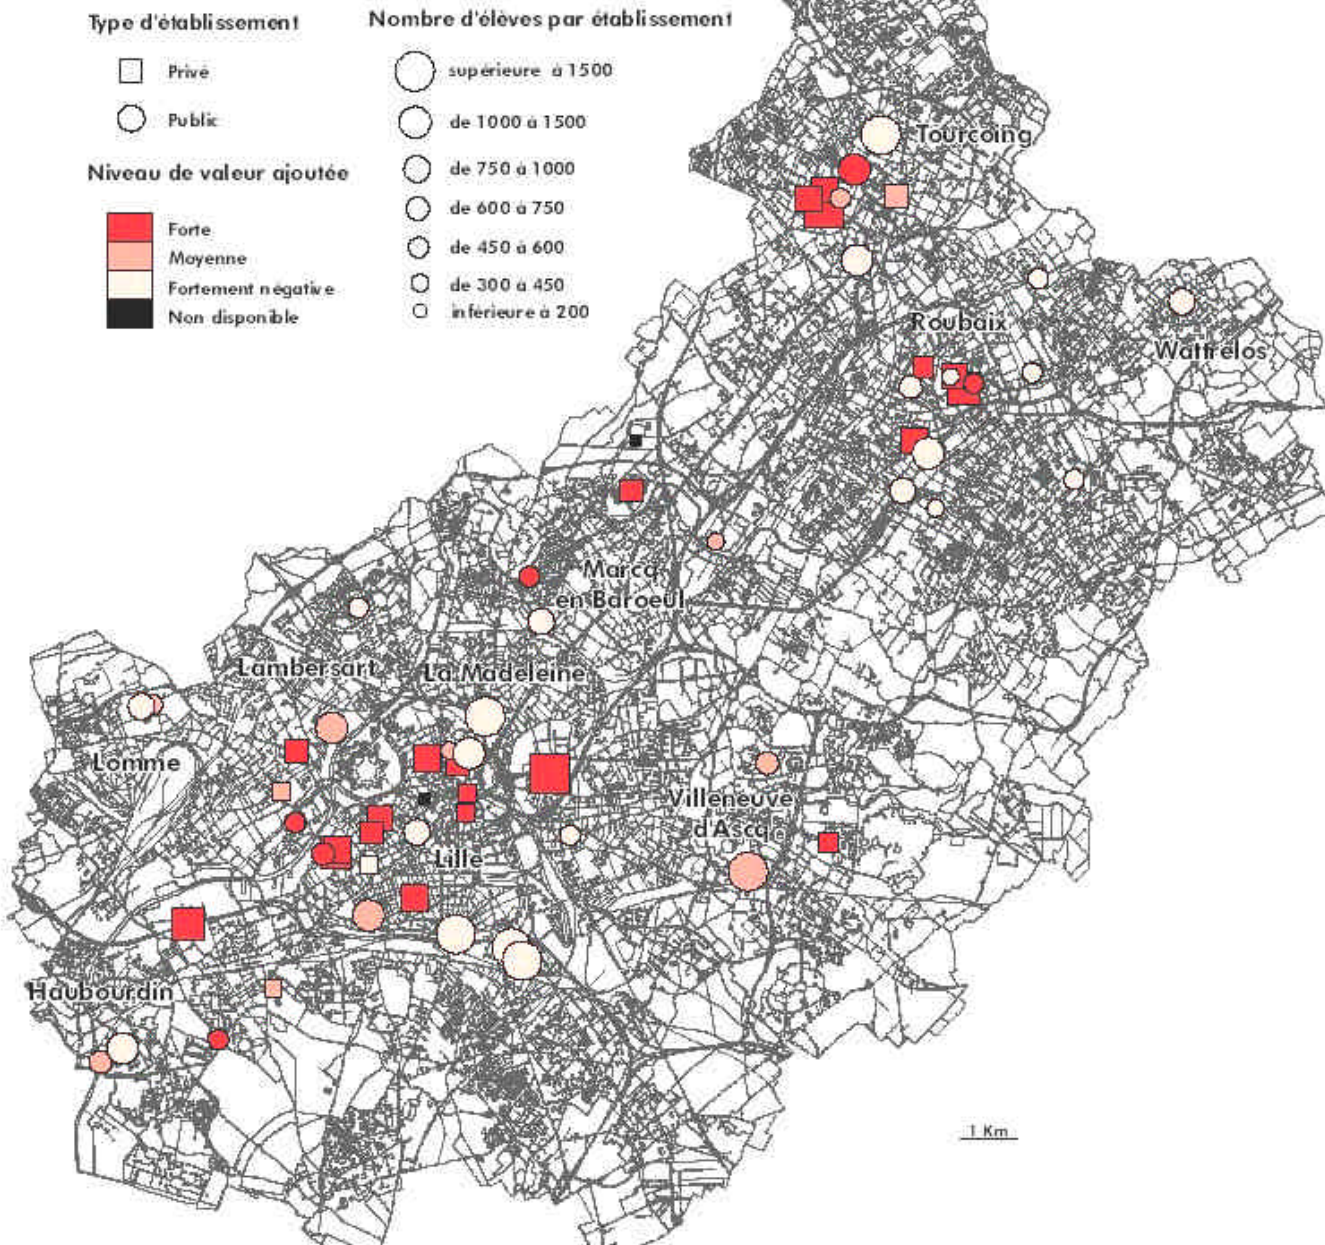 Type d'établissement
Privé
Public
Niveau de valeur ajoutée
Forte
Moyenne
Fortement négative
Non disponible
Nombre d'élèves par établissement
supérieure à 1500
de 1000 à 1500
de 750 à 1000
de 600 à 750
de 450 à 600
de 300 à 450
inférieure à 200
Tourcoing
Roubaix
Wattrelos
Marcq
en Baroeul
Lambersart
La Madeleine
Lomme
Villeneuve
d'Ascq
Lille
Haubourdin
1 Km